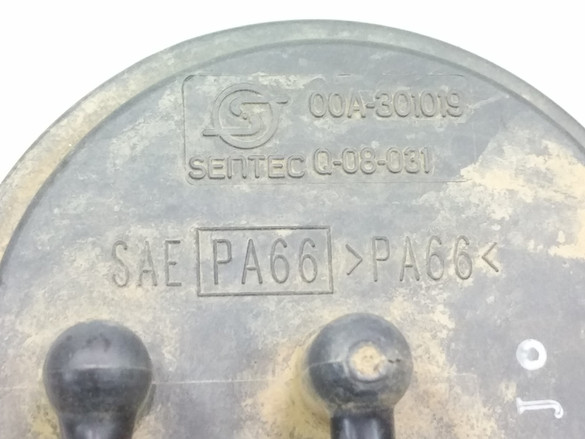 00A-301019
SENTEC Q-08-031
SAE PA66 >PA66<